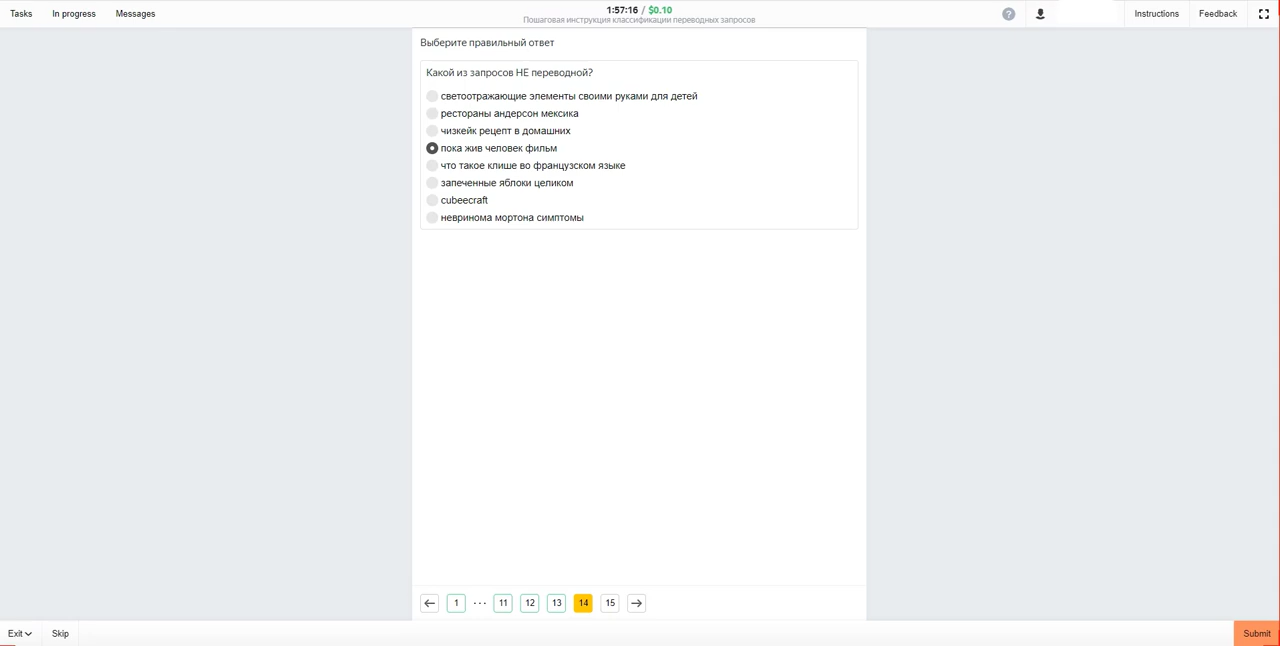 Tasks In progress Messages 1:57:16 / $0.10 ? Instructions Feedback
Пошаговая инструкция классификации переводных запросов
Выберите правильный ответ
Какой из запросов НЕ переводной?
светоотражающие элементы своими руками для детей
рестораны андерсон мексика
чизкейк рецепт в домашних
пока жив человек фильм
что такое клише во французском языке
запеченные яблоки целиком
cubeecraft
невринома мортона симптомы
1 ··· 11 12 13 14 15
Exit Skip Submit